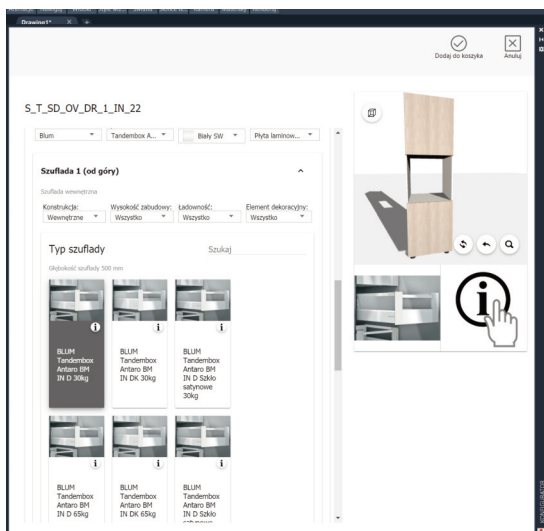 Drawing1*
Dodaj do koszyka
Anuluj
S_T_SD_OV_DR_1_IN_22
Blum
Tandembox A...
Biały SW
Płyta laminow...
Szuflada 1 (od góry)
Szuflada wewnętrzna
Konstrukcja:
Wysokość zabudowy:
Ładowność:
Element dekoracyjny:
Wewnętrzne
Wszystko
Wszystko
Wszystko
Typ szuflady
Szukaj
Głębokość szuflady 500 mm
BLUM
Tandembox
Antaro BM
IN D 30kg
BLUM
Tandembox
Antaro BM
IN DK 30kg
BLUM
Tandembox
Antaro BM
IN D Szkło
satynowe
30kg
BLUM
Tandembox
Antaro BM
IN D 65kg
BLUM
Tandembox
Antaro BM
IN DK 65kg
BLUM
Tandembox
Antaro BM
IN D Szkło